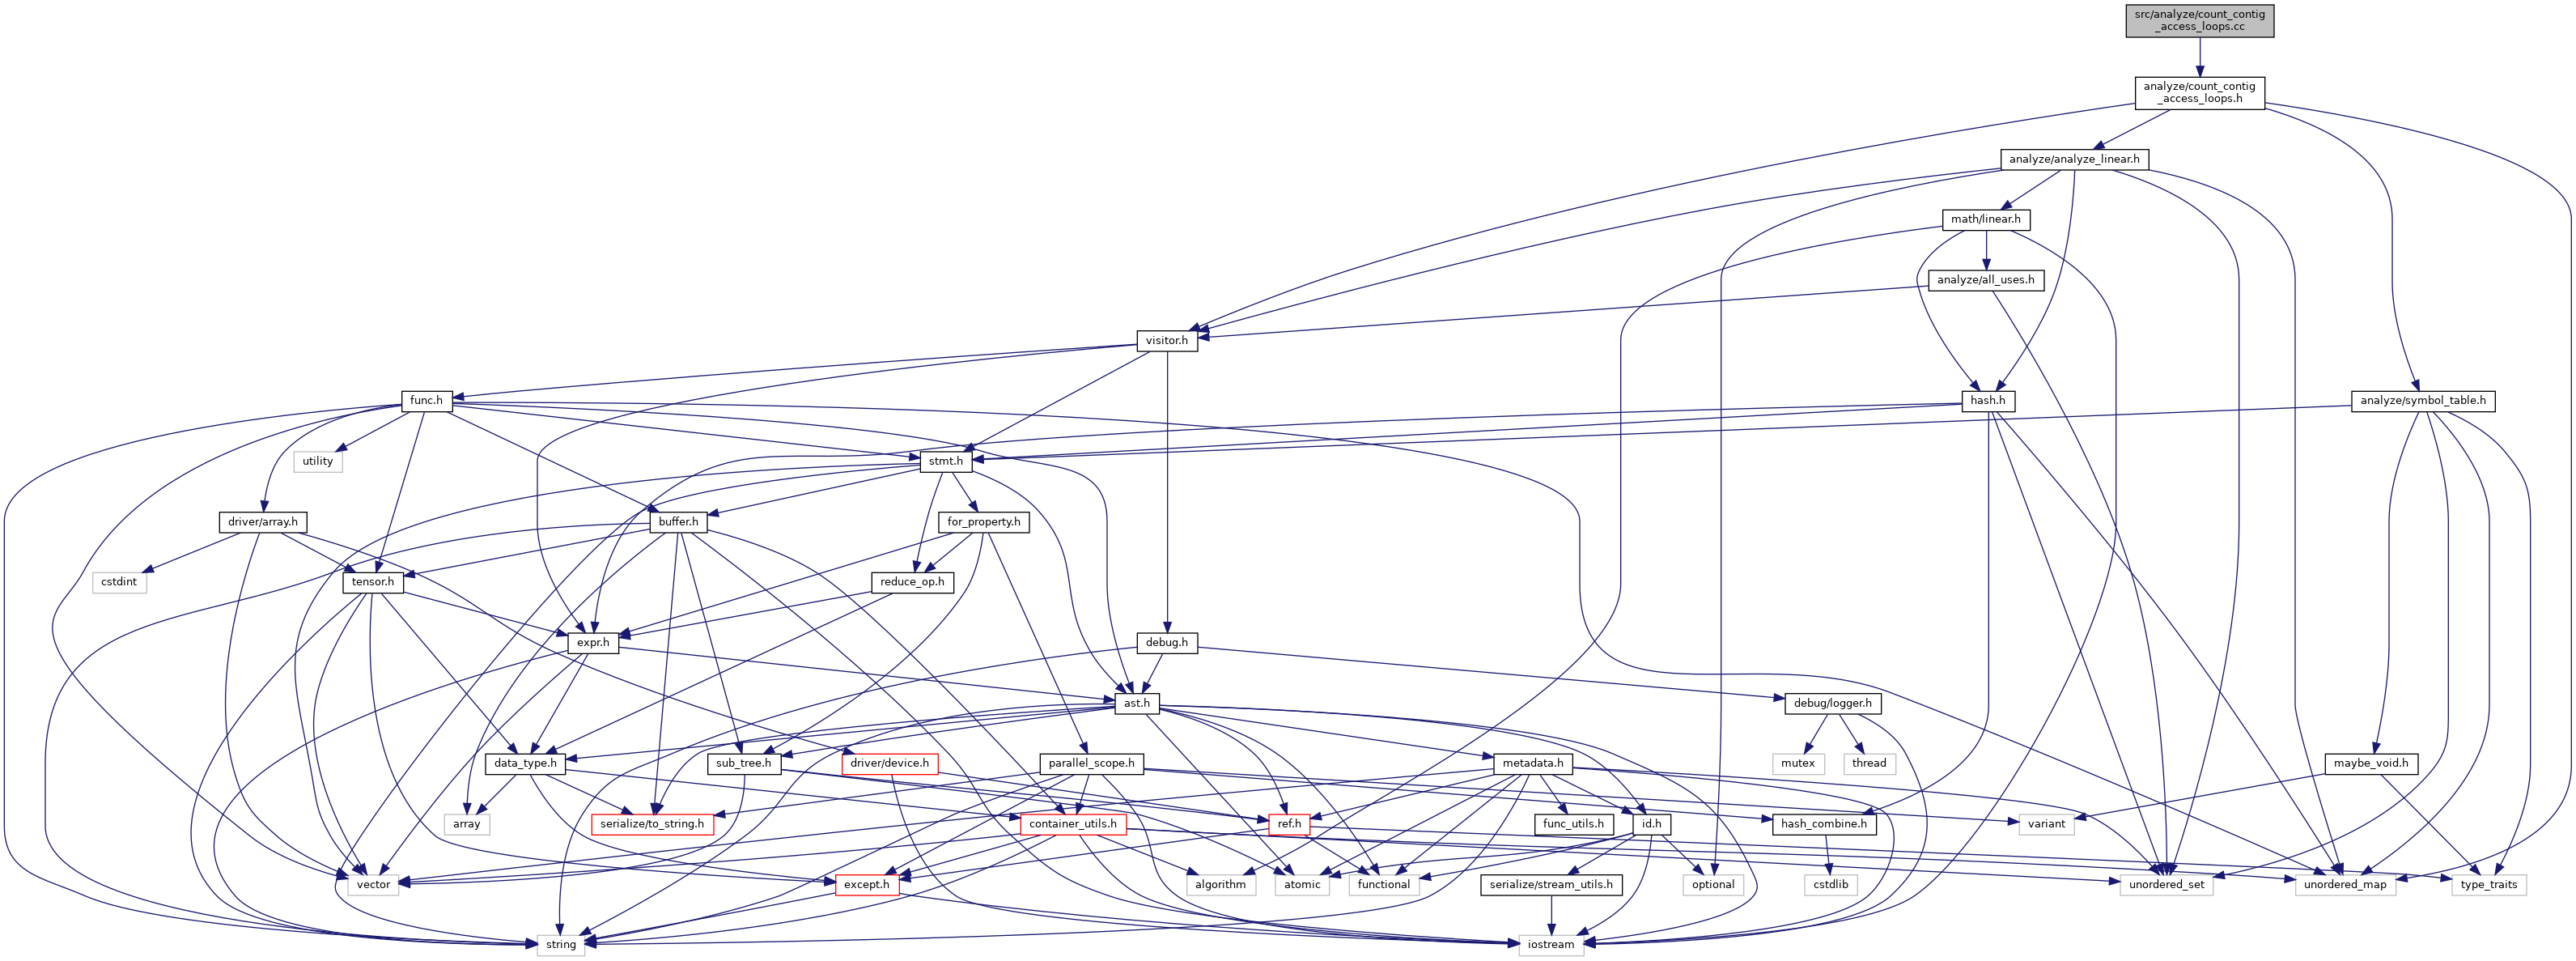 src/analyze/count_contig
_access_loops.cc
analyze/count_contig
_access_loops.h
analyze/analyze_linear.h
math/linear.h
analyze/all_uses.h
visitor.h
func.h
hash.h
analyze/symbol_table.h
utility
stmt.h
driver/array.h
buffer.h
for_property.h
cstdint
tensor.h
reduce_op.h
expr.h
debug.h
ast.h
debug/logger.h
data_type.h
sub_tree.h
driver/device.h
parallel_scope.h
metadata.h
mutex
thread
maybe_void.h
array
serialize/to_string.h
container_utils.h
ref.h
func_utils.h
id.h
hash_combine.h
variant
vector
except.h
algorithm
atomic
functional
serialize/stream_utils.h
optional
cstdlib
unordered_set
unordered_map
type_traits
string
iostream